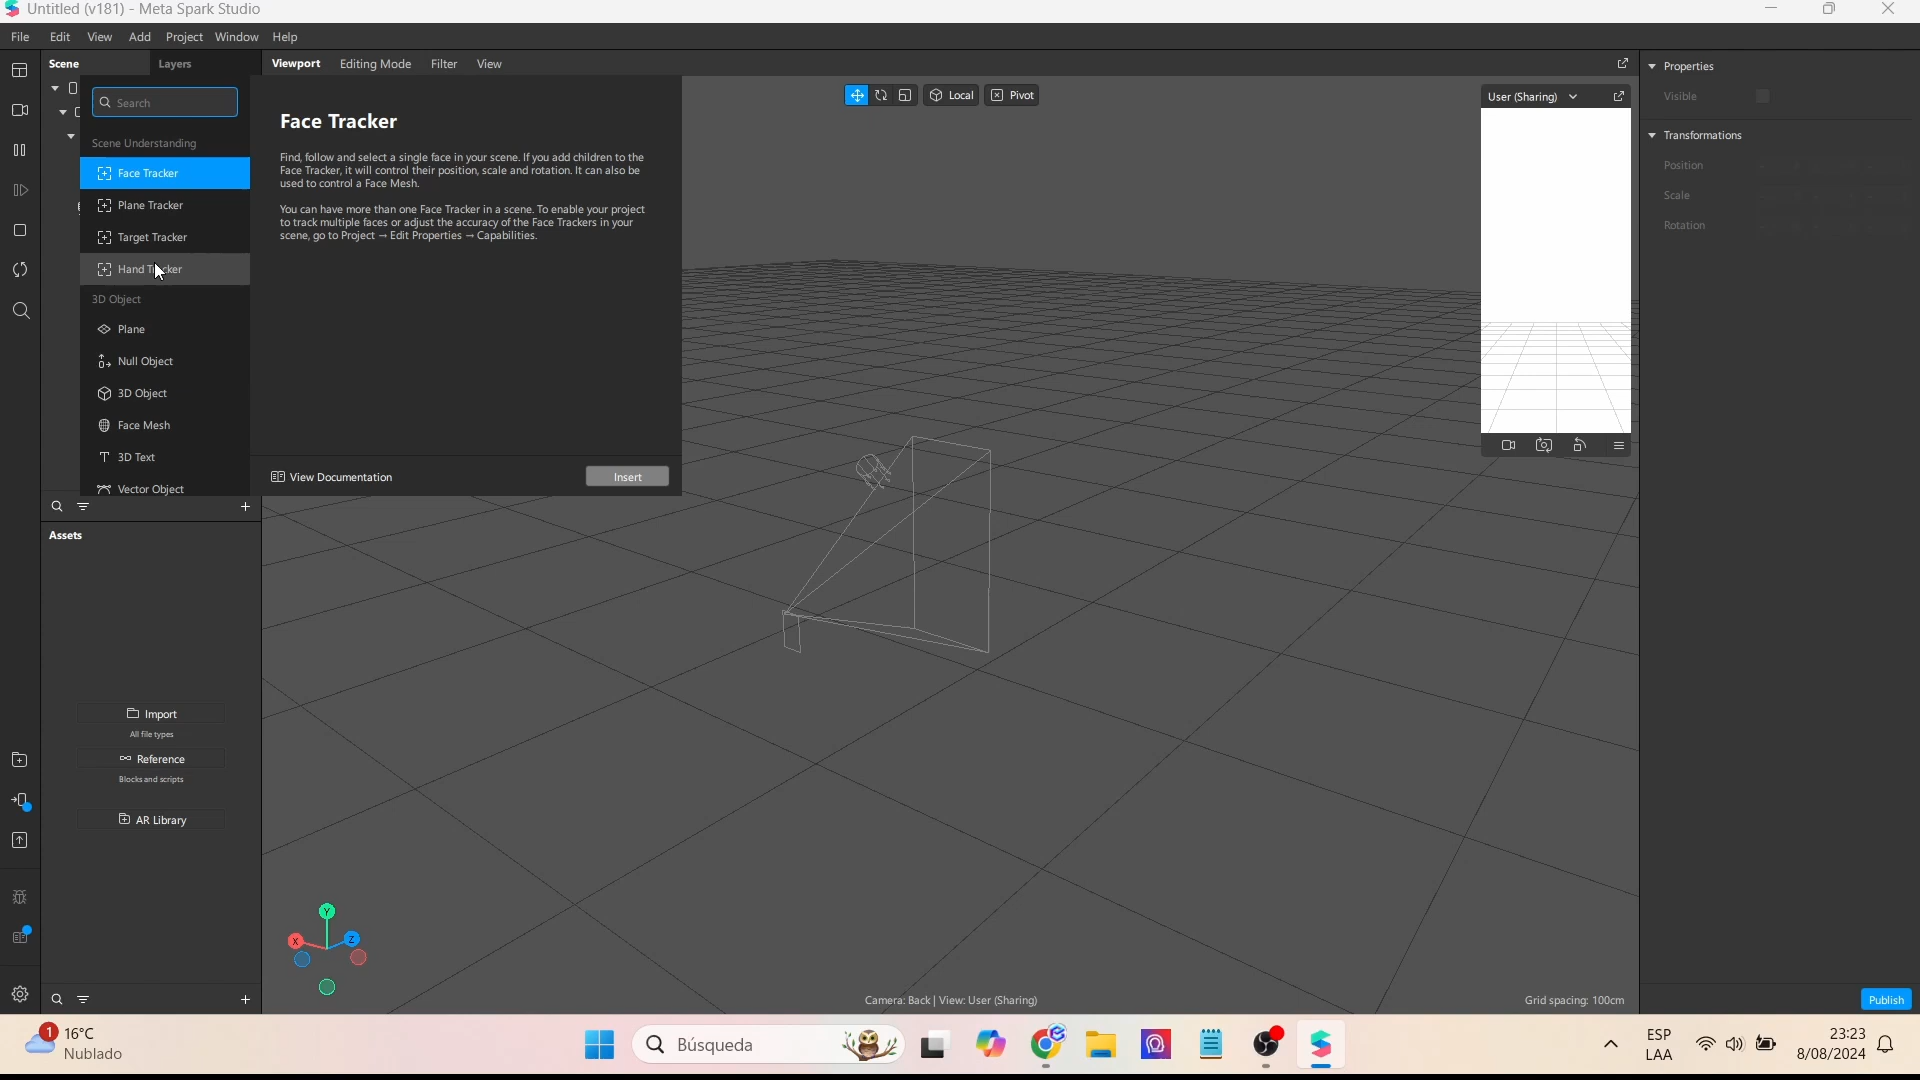 Untitled (v181) - Meta Spark Studio
File Edit View Add Project Window Help
Scene Layers
Viewport Editing Mode Filter View
Search
Scene Understanding
Face Tracker
Plane Tracker
Target Tracker
Hand Tracker
3D Object
Plane
Null Object
3D Object
Face Mesh
3D Text
Vector Object
Face Tracker
Find, follow and select a single face in your scene. If you add children to the
Face Tracker, it will control their position, scale and rotation. It can also be
used to control a Face Mesh.
You can have more than one Face Tracker in a scene. To enable your project
to track multiple faces or adjust the accuracy of the Face Trackers in your
scene, go to Project → Edit Properties → Capabilities.
View Documentation
Insert
Local
Pivot
User (Sharing)
Properties
Visible
Transformations
Position
Scale
Rotation
Assets
Import
All file types
Reference
Blocks and scripts
AR Library
Y
X
Z
Camera: Back | View: User (Sharing)
Grid spacing: 100cm
Publish
1
16°C
Nublado
Búsqueda
ESP
LAA
23:23
8/08/2024